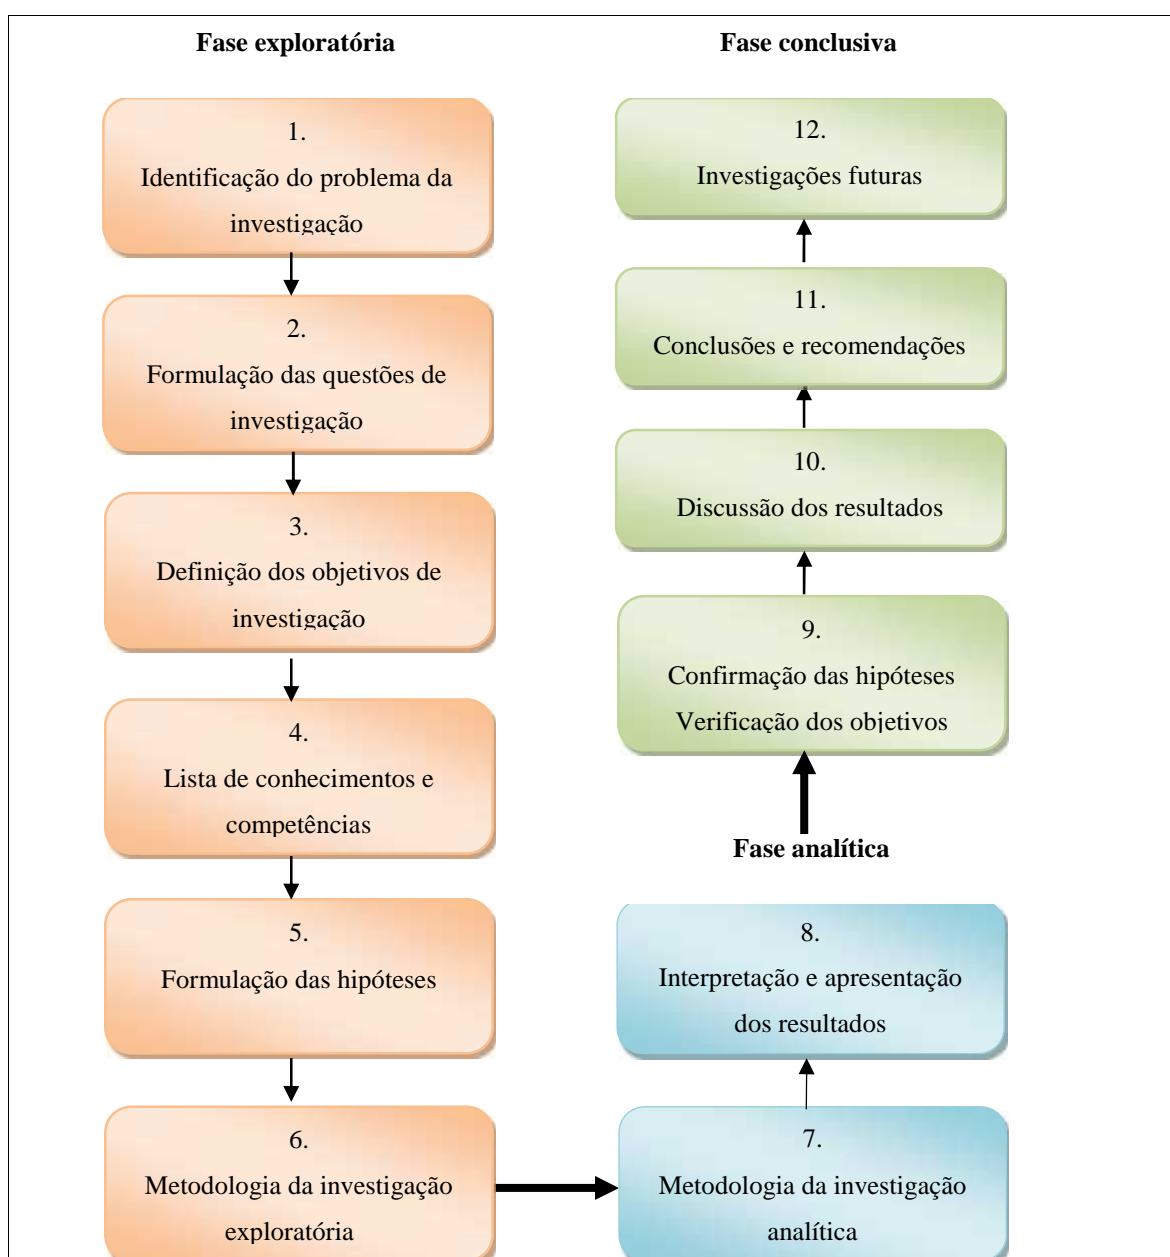 Fase exploratória
1.
Identificação do problema da
investigação
2.
Formulação das questões de
investigação
3.
Definição dos objetivos de
investigação
4.
Lista de conhecimentos e
competências
5.
Formulação das hipóteses
6.
Metodologia da investigação
exploratória
Fase conclusiva
12.
Investigações futuras
11.
Conclusões e recomendações
10.
Discussão dos resultados
9.
Confirmação das hipóteses
Verificação dos objetivos
Fase analítica
8.
Interpretação e apresentação
dos resultados
7.
Metodologia da investigação
analítica